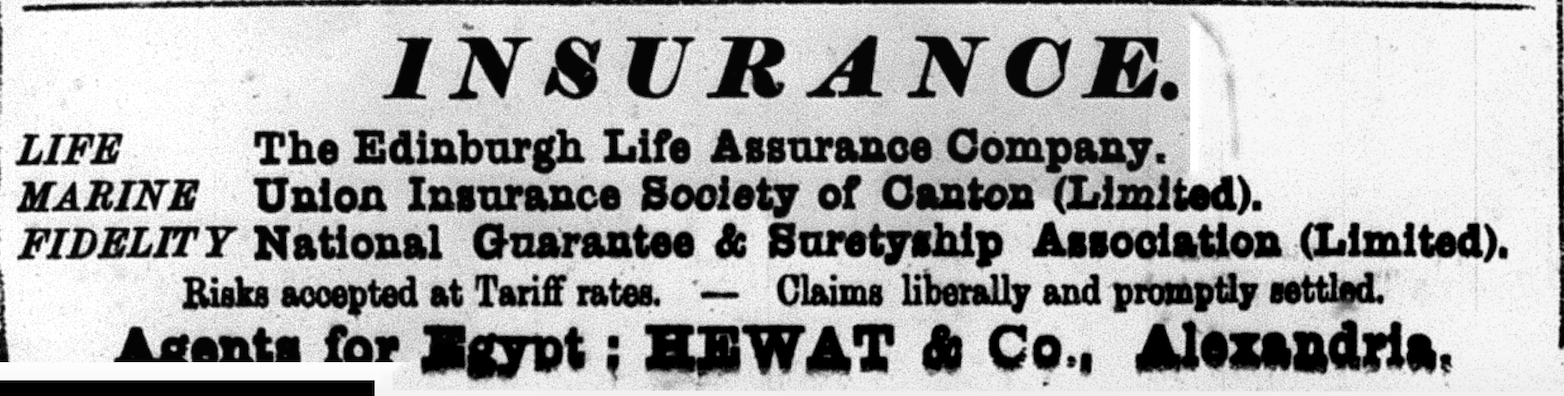 INSURANCE.
LIFE The Edinburgh Life Assurance Company.
MARINE Union Insurance Society of Canton (Limited).
FIDELITY National Guarantee & Suretyship Association (Limited).
Risks accepted at Tariff rates. — Claims liberally and promptly settled.
Agents for Egypt ; HEWAT & Co., Alexandria.